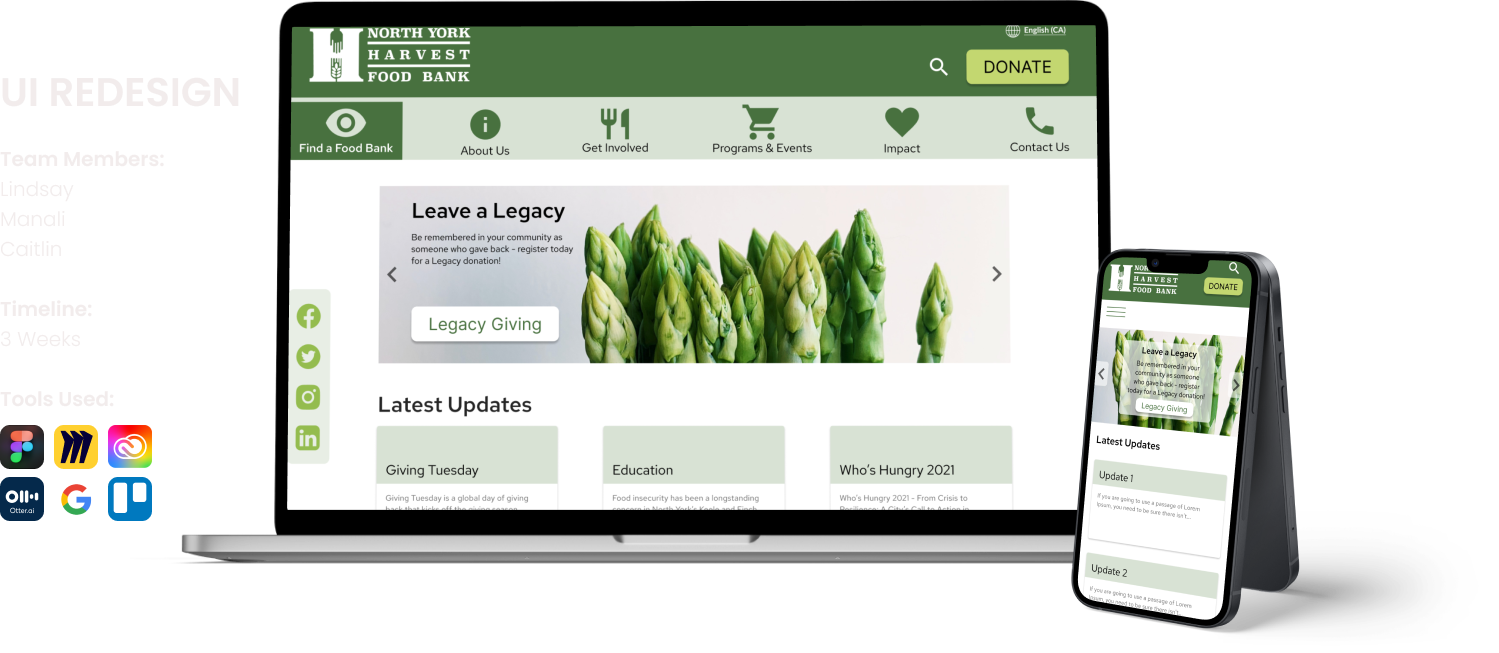 UI REDESIGN
Team Members:
Lindsay
Manali
Caitlin
Timeline:
3 Weeks
Tools Used:
Otter.ai
NORTH YORK
HARVEST
FOOD BANK
English (CA)
DONATE
Find a Food Bank
About Us
Get Involved
Programs & Events
Impact
Contact Us
Leave a Legacy
Be remembered in your community as
someone who gave back - register today
for a Legacy donation!
Legacy Giving
Latest Updates
Giving Tuesday
Giving Tuesday is a global day of giving
back that kicks off the giving season
Education
Food insecurity has been a longstanding
concern in North York's Keele and Finch
Who's Hungry 2021
Who's Hungry 2021 - From Crisis to
Resilience: A City's Call to Action in
HARVEST
FOOD BANK
DONATE
Leave a Legacy
Be remembered in your
community as someone
who gave back - register
today for a Legacy donation!
Legacy Giving
Latest Updates
Update 1
If you are going to use a passage of Lorem
Ipsum, you need to be sure there isn't...
Update 2
If you are going to use a passage of Lorem
Ipsum, you need to be sure there isn't...